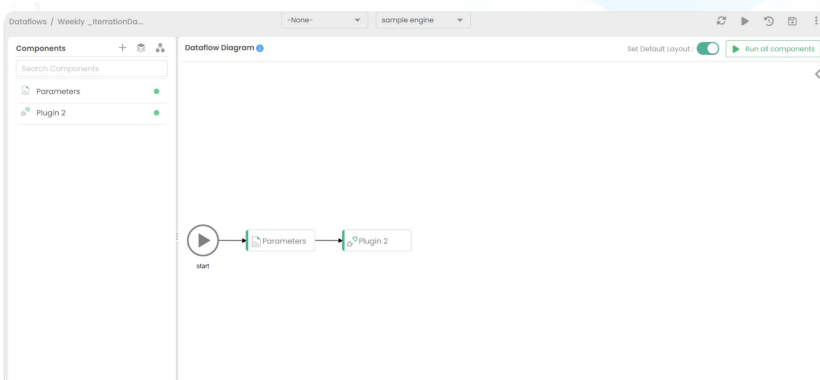 Dataflows / Weekly _IterrationDa...
-None-
sample engine
Components
Dataflow Diagram
Set Default Layout :
Run all components
Search Components
Parameters
Plugin 2
Parameters
Plugin 2
start